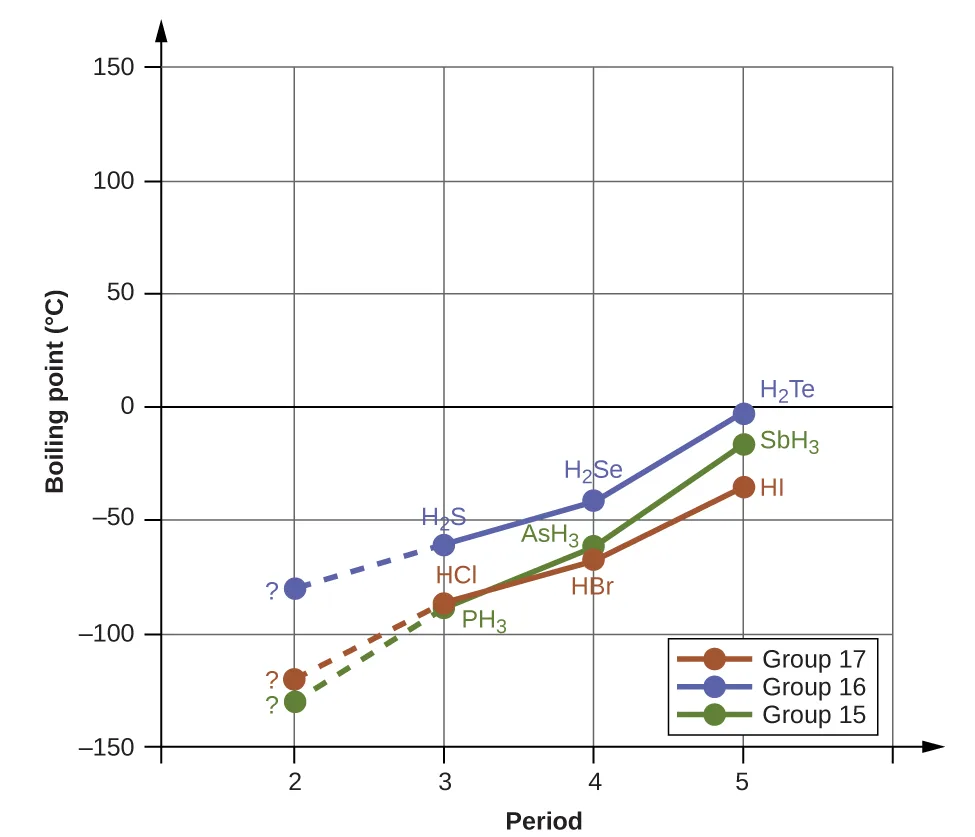 150
100
50
0
–50
–100
–150
Boiling point (°C)
H₂Te
SbH₃
HI
H₂Se
AsH₃
HBr
H₂S
HCl
PH₃
?
?
?
Group 17
Group 16
Group 15
2 3 4 5
Period